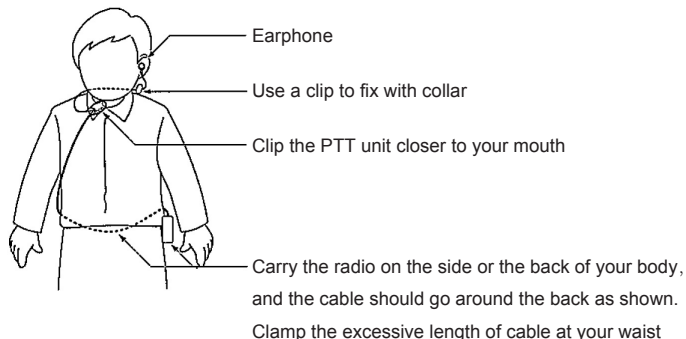 Earphone
Use a clip to fix with collar
Clip the PTT unit closer to your mouth
Carry the radio on the side or the back of your body,
and the cable should go around the back as shown.
Clamp the excessive length of cable at your waist